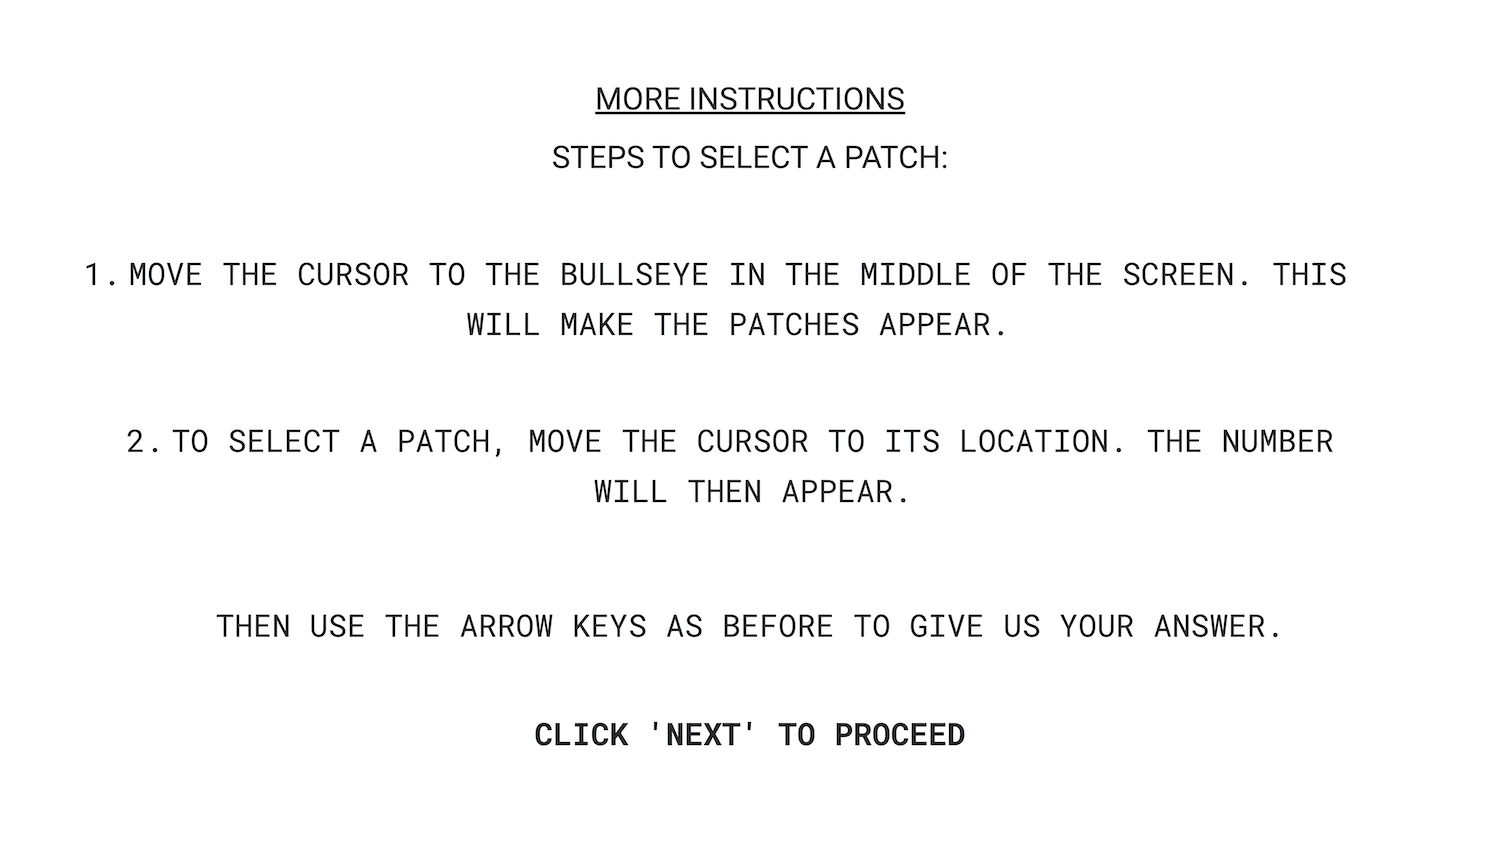 MORE INSTRUCTIONS
STEPS TO SELECT A PATCH:
1. MOVE THE CURSOR TO THE BULLSEYE IN THE MIDDLE OF THE SCREEN. THIS
WILL MAKE THE PATCHES APPEAR.
2. TO SELECT A PATCH, MOVE THE CURSOR TO ITS LOCATION. THE NUMBER
WILL THEN APPEAR.
THEN USE THE ARROW KEYS AS BEFORE TO GIVE US YOUR ANSWER.
CLICK 'NEXT' TO PROCEED